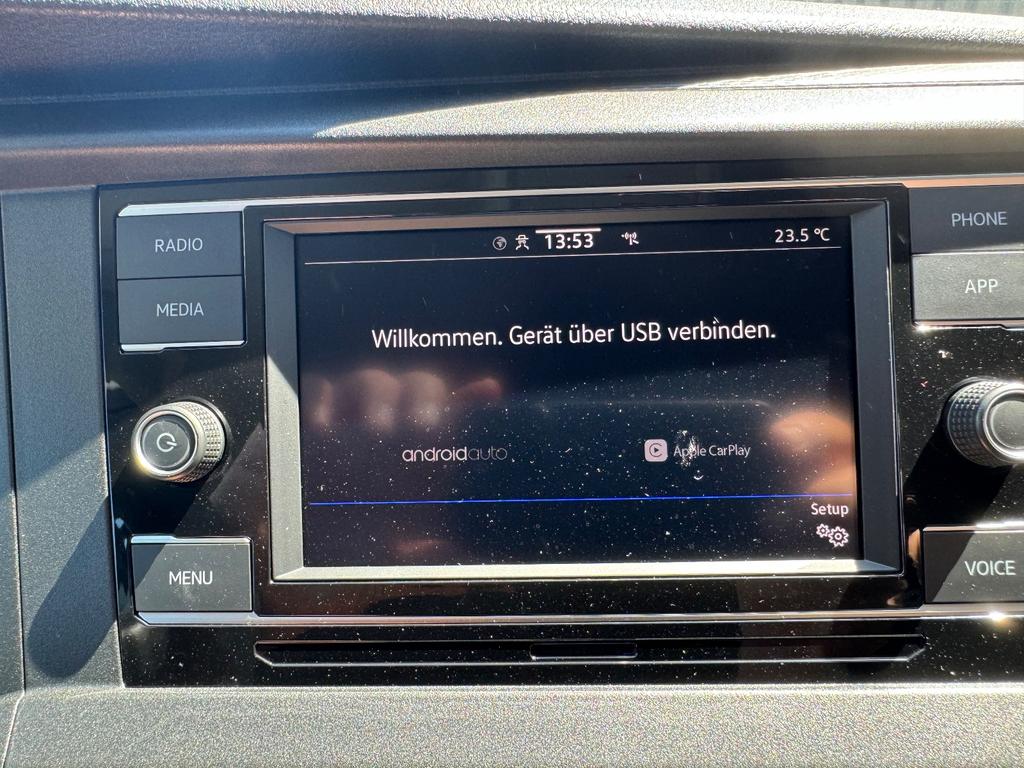 RADIO
MEDIA
MENU
13:53
23.5 °C
Willkommen. Gerät über USB verbinden.
androidauto
Apple CarPlay
Setup
PHONE
APP
VOICE